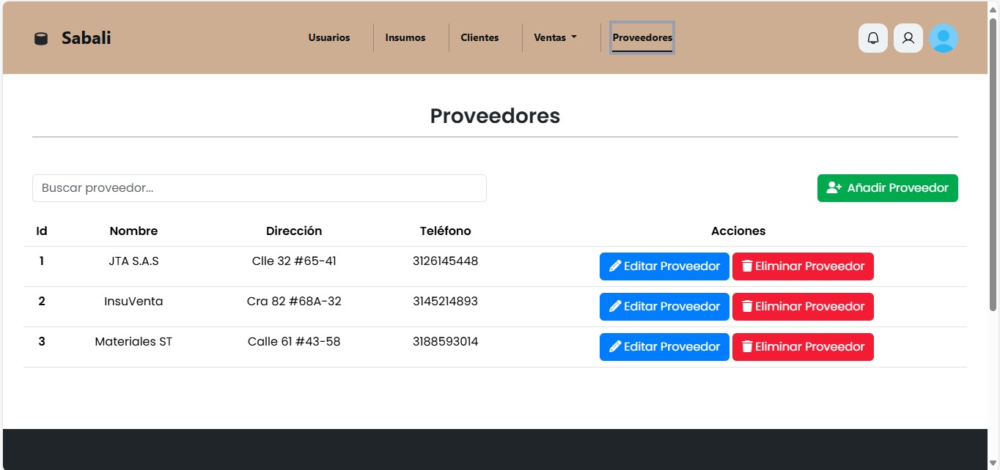 Sabali Usuarios Insumos Clientes Ventas Proveedores
Proveedores
Buscar proveedor... Añadir Proveedor
Id Nombre Dirección Teléfono Acciones
1 JTA S.A.S Clle 32 #65-41 3126145448 Editar Proveedor Eliminar Proveedor
2 InsuVenta Cra 82 #68A-32 3145214893 Editar Proveedor Eliminar Proveedor
3 Materiales ST Calle 61 #43-58 3188593014 Editar Proveedor Eliminar Proveedor